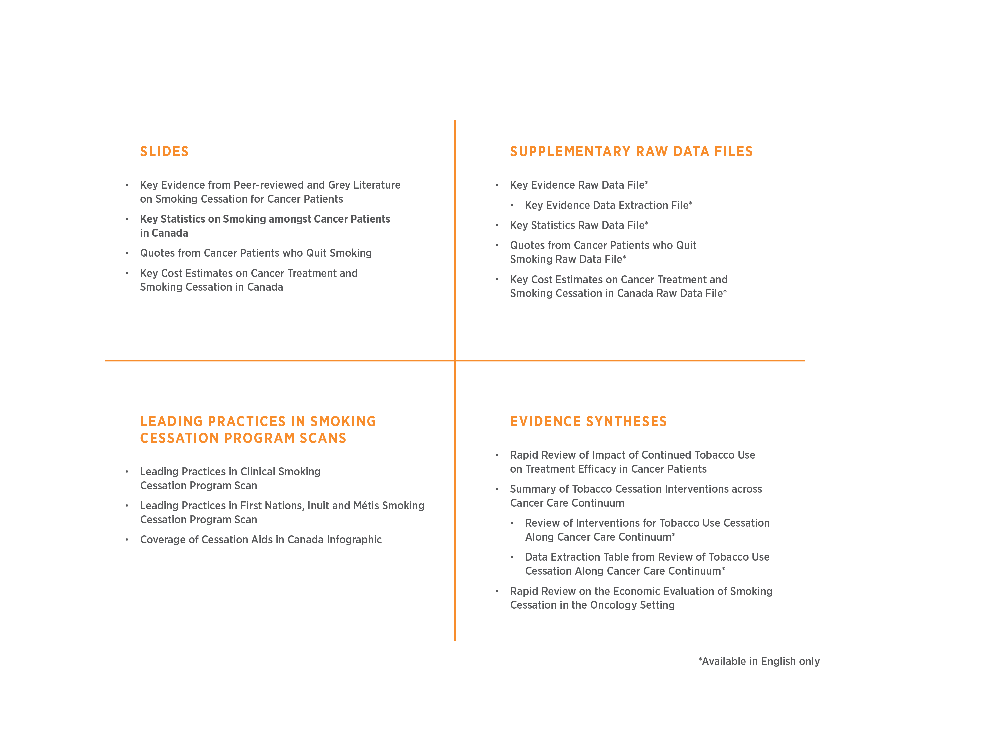 SLIDES
• Key Evidence from Peer-reviewed and Grey Literature
on Smoking Cessation for Cancer Patients
• Key Statistics on Smoking amongst Cancer Patients
in Canada
• Quotes from Cancer Patients who Quit Smoking
• Key Cost Estimates on Cancer Treatment and
Smoking Cessation in Canada
SUPPLEMENTARY RAW DATA FILES
• Key Evidence Raw Data File*
• Key Evidence Data Extraction File*
• Key Statistics Raw Data File*
• Quotes from Cancer Patients who Quit
Smoking Raw Data File*
• Key Cost Estimates on Cancer Treatment and
Smoking Cessation in Canada Raw Data File*
LEADING PRACTICES IN SMOKING
CESSATION PROGRAM SCANS
• Leading Practices in Clinical Smoking
Cessation Program Scan
• Leading Practices in First Nations, Inuit and Métis Smoking
Cessation Program Scan
• Coverage of Cessation Aids in Canada Infographic
EVIDENCE SYNTHESES
• Rapid Review of Impact of Continued Tobacco Use
on Treatment Efficacy in Cancer Patients
• Summary of Tobacco Cessation Interventions across
Cancer Care Continuum
• Review of Interventions for Tobacco Use Cessation
Along Cancer Care Continuum*
• Data Extraction Table from Review of Tobacco Use
Cessation Along Cancer Care Continuum*
• Rapid Review on the Economic Evaluation of Smoking
Cessation in the Oncology Setting
*Available in English only